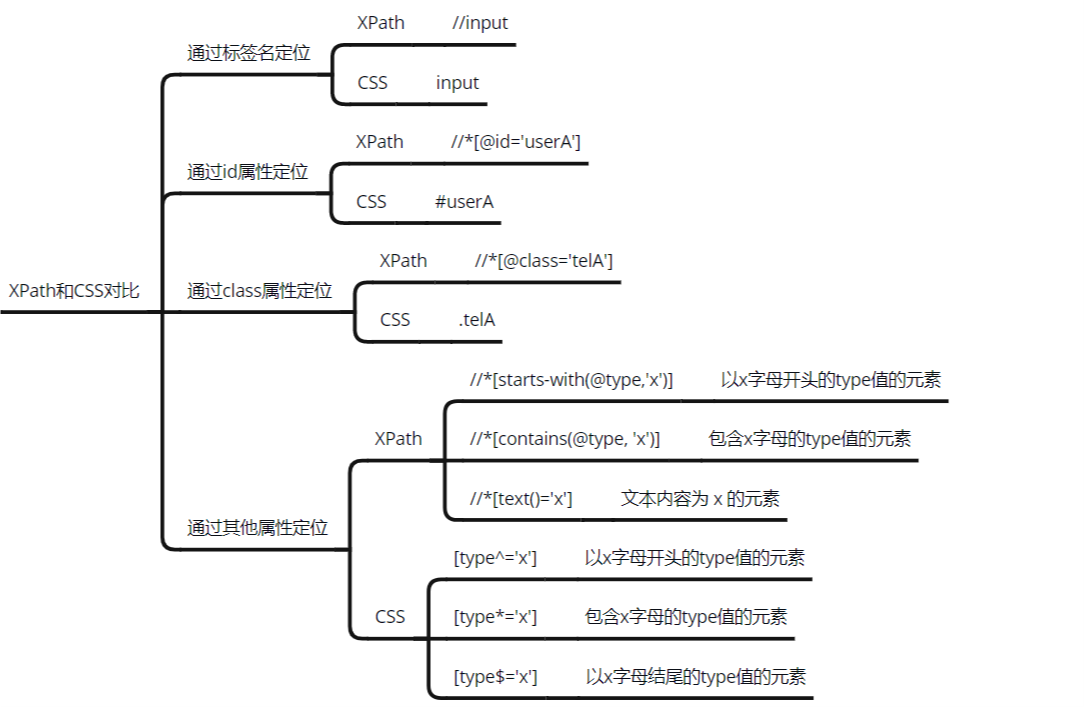 XPath和CSS对比
通过标签名定位
XPath //input
CSS input
通过id属性定位
XPath //*[@id='userA']
CSS #userA
通过class属性定位
XPath //*[@class='telA']
CSS .telA
通过其他属性定位
XPath
//*[starts-with(@type,'x')] 以x字母开头的type值的元素
//*[contains(@type, 'x')] 包含x字母的type值的元素
//*[text()='x'] 文本内容为 x 的元素
CSS
[type^='x'] 以x字母开头的type值的元素
[type*='x'] 包含x字母的type值的元素
[type$='x'] 以x字母结尾的type值的元素